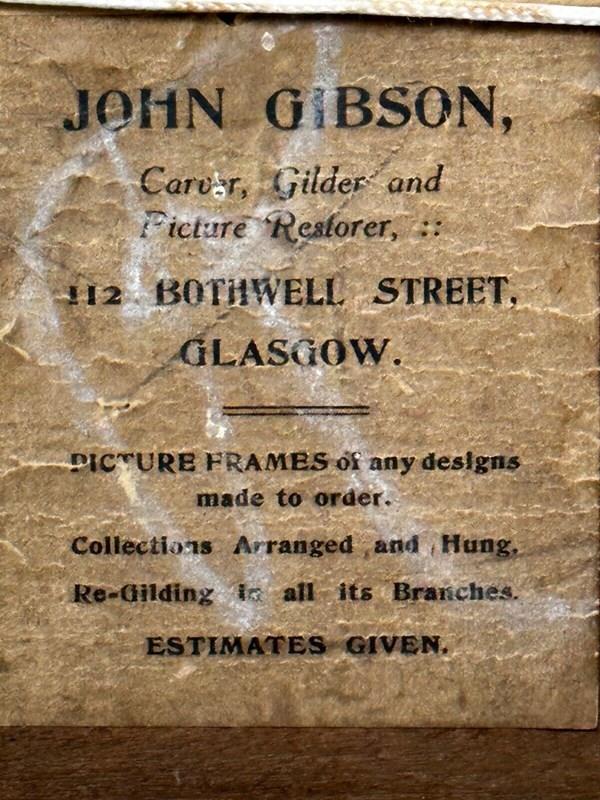 JOHN GIBSON,
Carver, Gilder and
Picture Restorer, ::
112 BOTHWELL STREET,
GLASGOW.
PICTURE FRAMES of any designs
made to order.
Collections Arranged and Hung.
Re-Gilding in all its Branches.
ESTIMATES GIVEN.